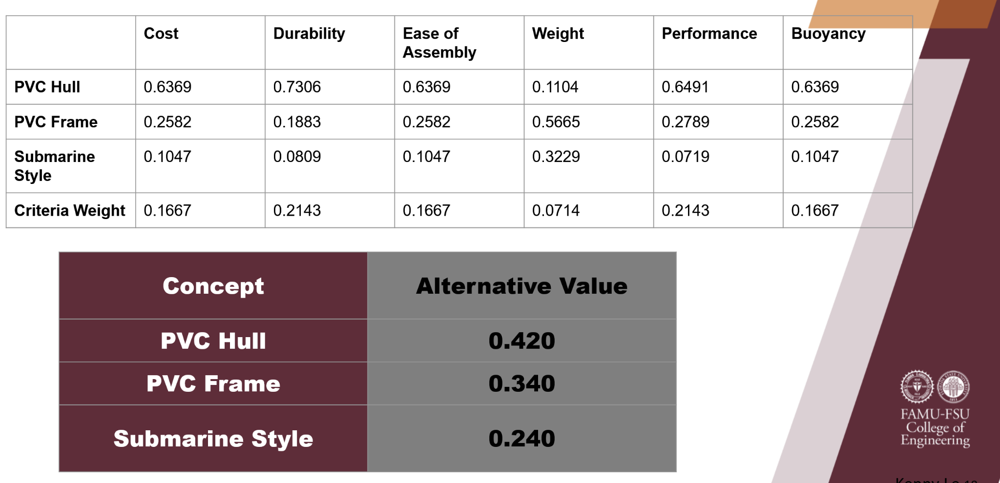 Cost Durability Ease of Weight Performance Buoyancy
Assembly
PVC Hull 0.6369 0.7306 0.6369 0.1104 0.6491 0.6369
PVC Frame 0.2582 0.1883 0.2582 0.5665 0.2789 0.2582
Submarine 0.1047 0.0809 0.1047 0.3229 0.0719 0.1047
Style
Criteria Weight 0.1667 0.2143 0.1667 0.0714 0.2143 0.1667
Concept Alternative Value
PVC Hull 0.420
PVC Frame 0.340
Submarine Style 0.240
FAMU-FSU
College of
Engineering